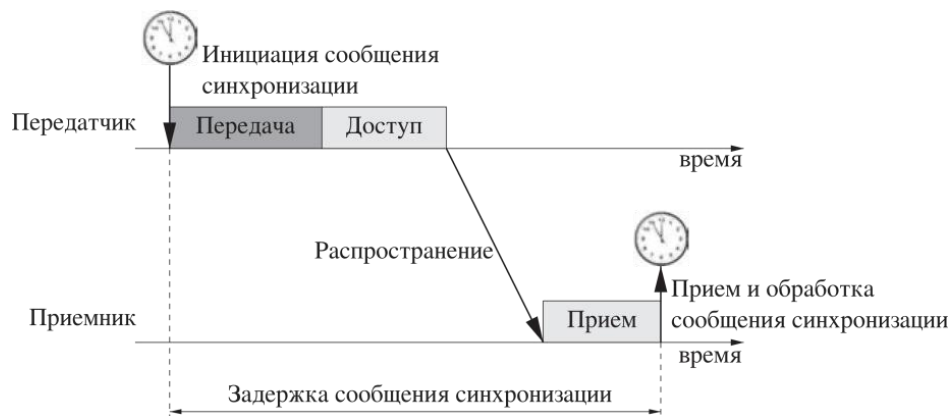 Инициация сообщения
синхронизации
Передатчик
Передача
Доступ
время
Распространение
Прием и обработка
сообщения синхронизации
Приемник
Прием
время
Задержка сообщения синхронизации